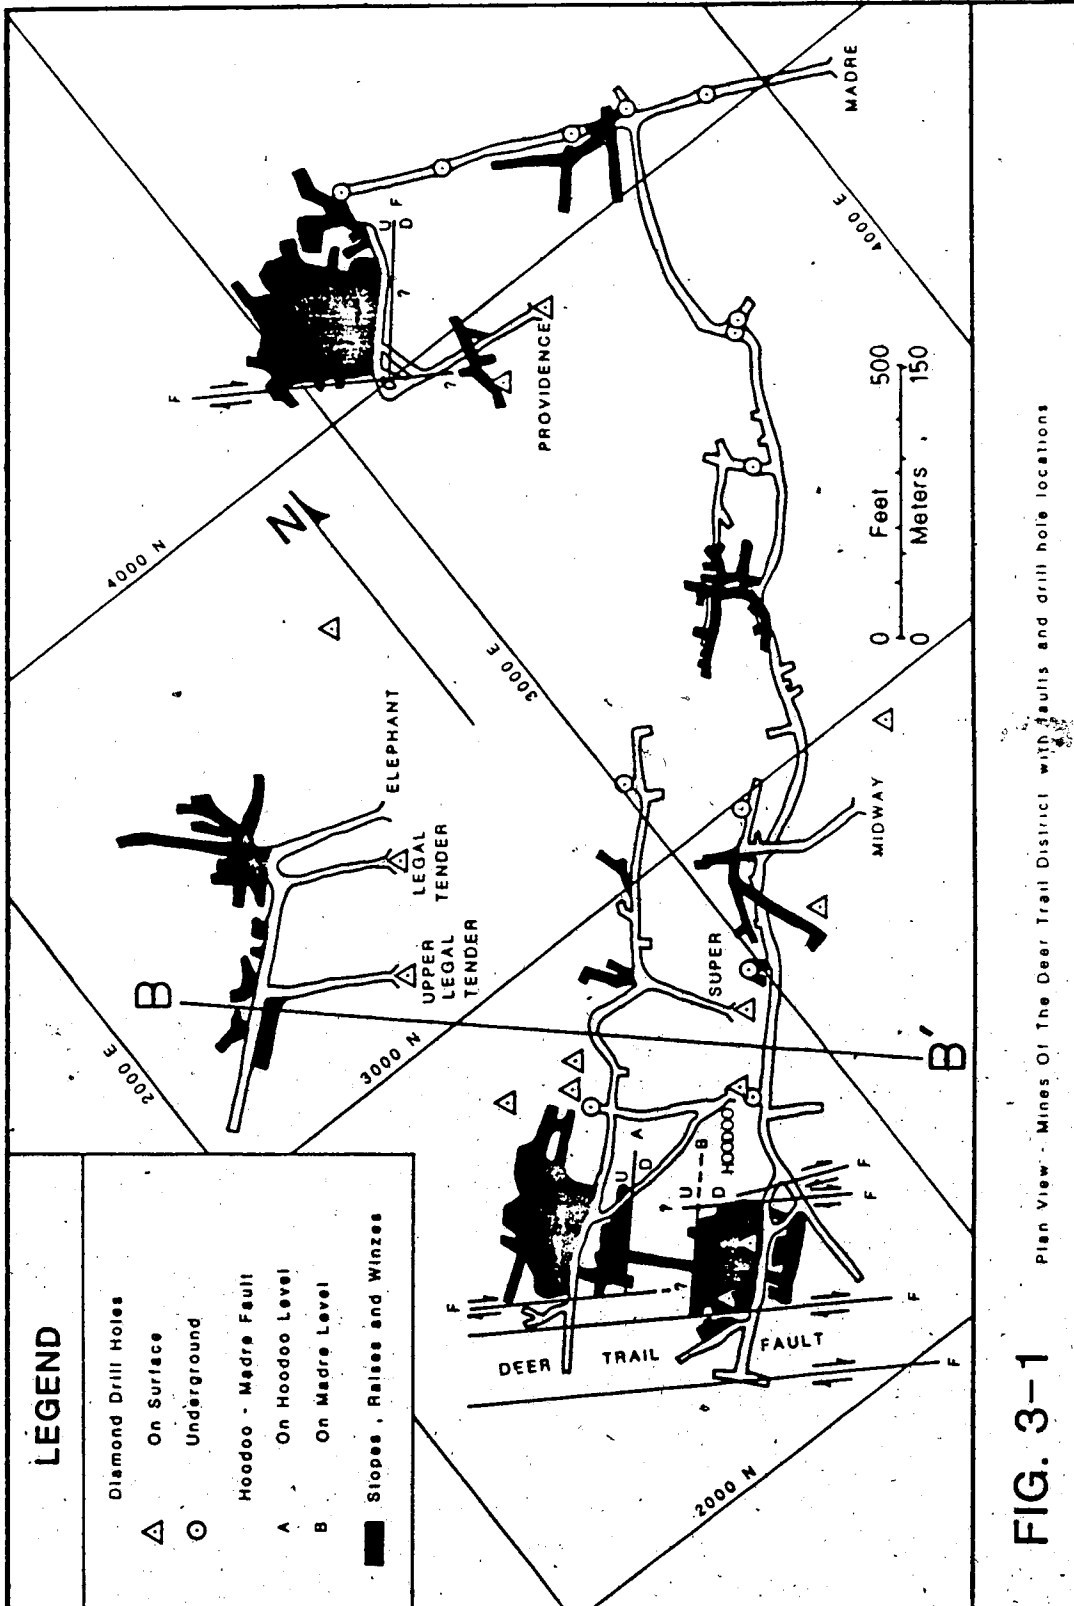 LEGEND
Diamond Drill Holes
On Surface
Underground
Hoodoo - Madre Fault
A On Hoodoo Level
B On Madre Level
Stopes, Raises and Winzes
B
B'
N
2000 E
3000 E
4000 E
4000 N
3000 N
2000 N
UPPER
LEGAL
TENDER
LEGAL
TENDER
ELEPHANT
PROVIDENCE
MADRE
SUPER
MIDWAY
HOODOO
DEER TRAIL FAULT
F
F
F
F
F
F
F
U
D
F
?
?
U
D
A
?
U
D
B
?
0 Feet 500
0 Meters 150
FIG. 3-1
Plan View - Mines Of The Deer Trail District with faults and drill hole locations